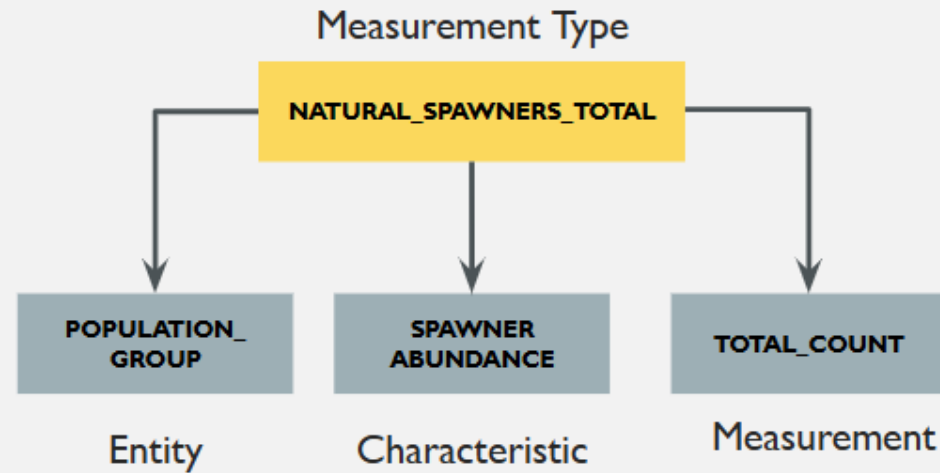 Measurement Type
NATURAL_SPAWNERS_TOTAL
POPULATION_
GROUP
SPAWNER
ABUNDANCE
TOTAL_COUNT
Entity
Characteristic
Measurement